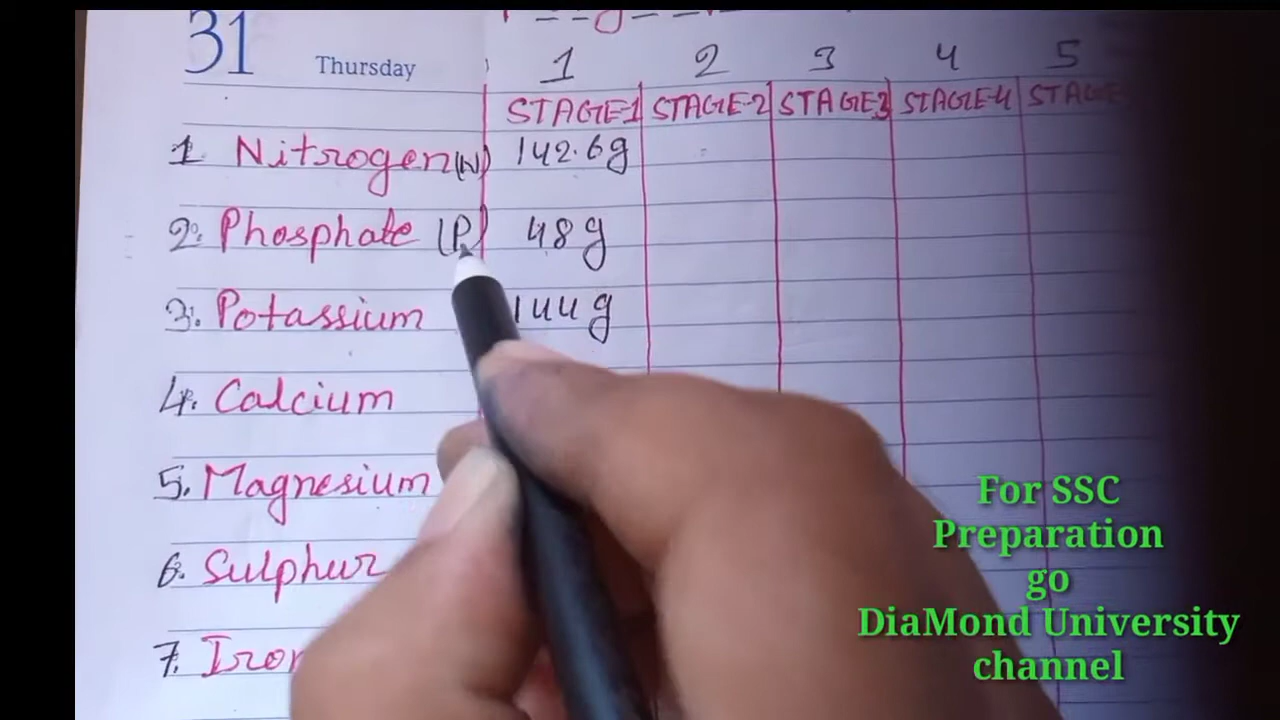 31 Thursday
1 2 3 4 5
STAGE-1 STAGE-2 STAGE3 STAGE-4 STAGE
1. Nitrogen (N) 142.6g
2. Phosphate (P) 48g
3. Potassium 144g
4. Calcium
5. Magnesium
6. Sulphur
7. Iron
For SSC
Preparation
go
DiaMond University
channel